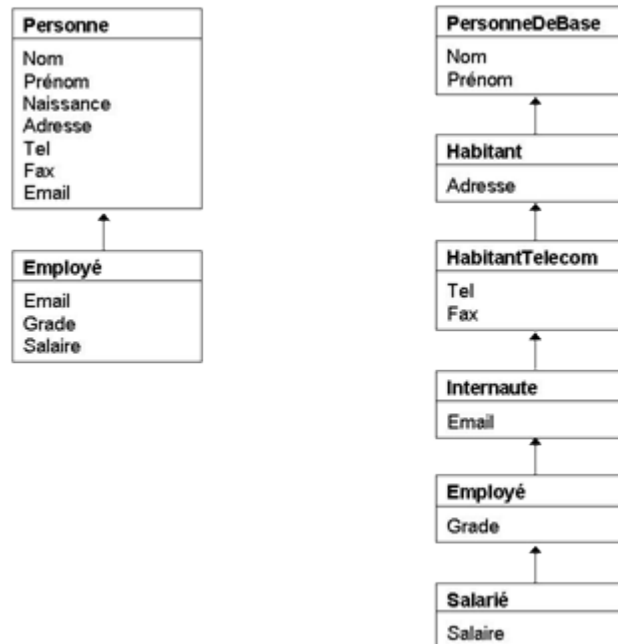 Personne
Nom
Prénom
Naissance
Adresse
Tel
Fax
Email
Employé
Email
Grade
Salaire
PersonneDeBase
Nom
Prénom
Habitant
Adresse
HabitantTelecom
Tel
Fax
Internaute
Email
Employé
Grade
Salarié
Salaire